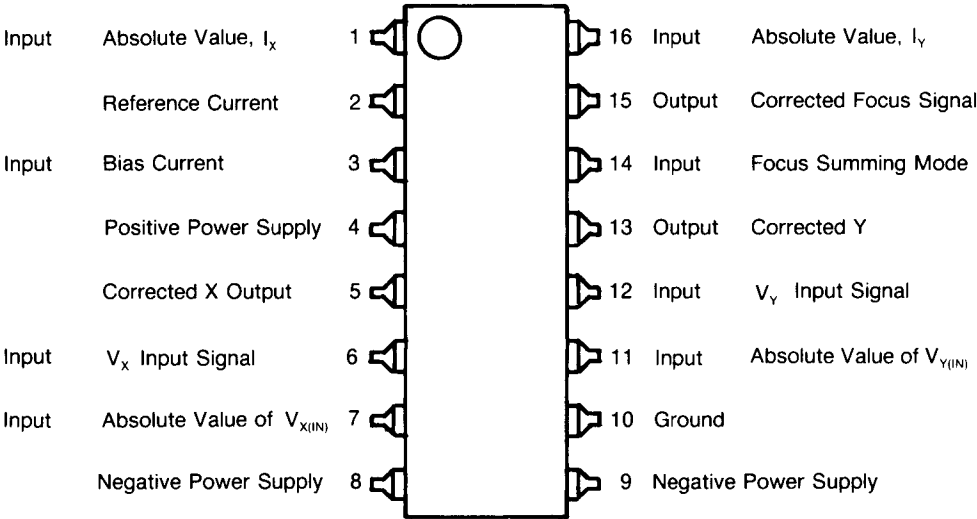 Input Absolute Value, Iₓ 1 16 Input Absolute Value, Iᵧ
Reference Current 2 15 Output Corrected Focus Signal
Input Bias Current 3 14 Input Focus Summing Mode
Positive Power Supply 4 13 Output Corrected Y
Corrected X Output 5 12 Input Vᵧ Input Signal
Input Vₓ Input Signal 6 11 Input Absolute Value of V_Y(IN)
Input Absolute Value of V_X(IN) 7 10 Ground
Negative Power Supply 8 9 Negative Power Supply